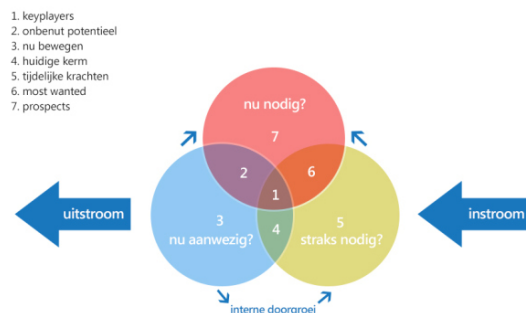 1. keyplayers
2. onbenut potentieel
3. nu bewegen
4. huidige kerm
5. tijdelijke krachten
6. most wanted
7. prospects
nu nodig?
7
2
6
1
uitstroom
3
nu aanwezig?
4
5
straks nodig?
instroom
interne doorgroei